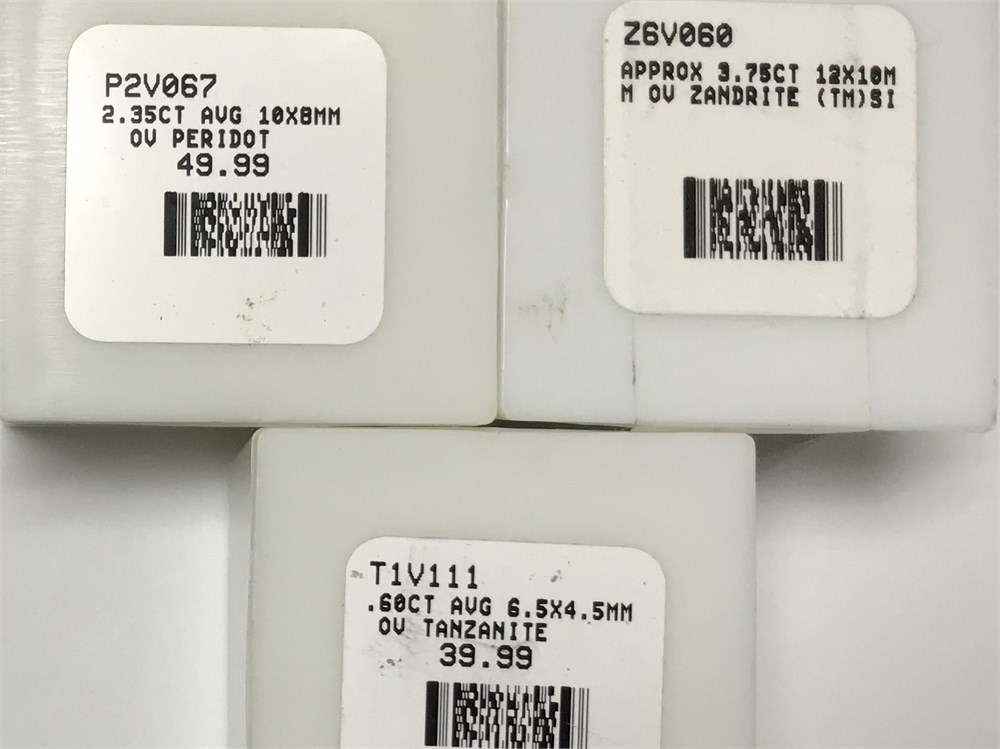 P2V067
2.35CT AVG 10X8MM
OV PERIDOT
49.99
Z6V060
APPROX 3.75CT 12X10M
M OV ZANDRITE (TM)SI
T1V111
.60CT AVG 6.5X4.5MM
OV TANZANITE
39.99